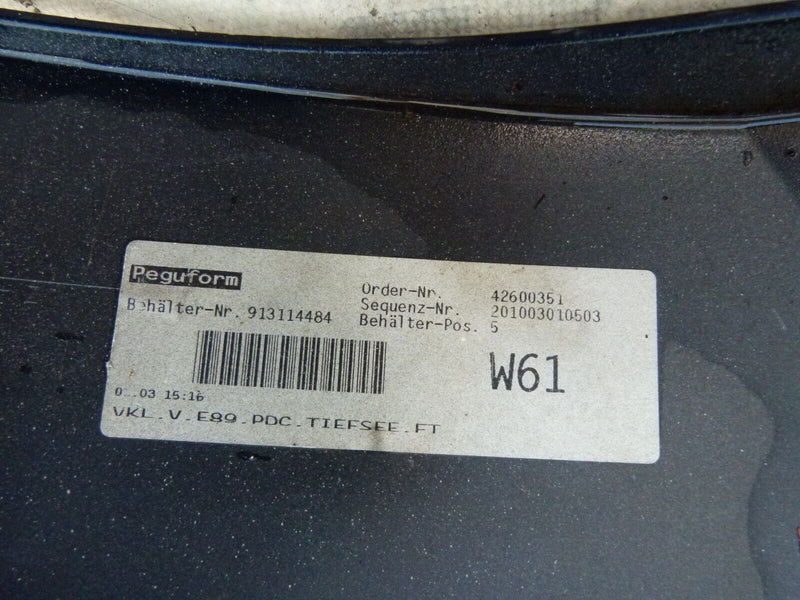 Peguform
Order-Nr. 42600351
Behälter-Nr. 913114484 Sequenz-Nr. 201003010503
Behälter-Pos. 5
W61
03 15:16
VKL.V.E89.PDC.TIEFSEE.FT